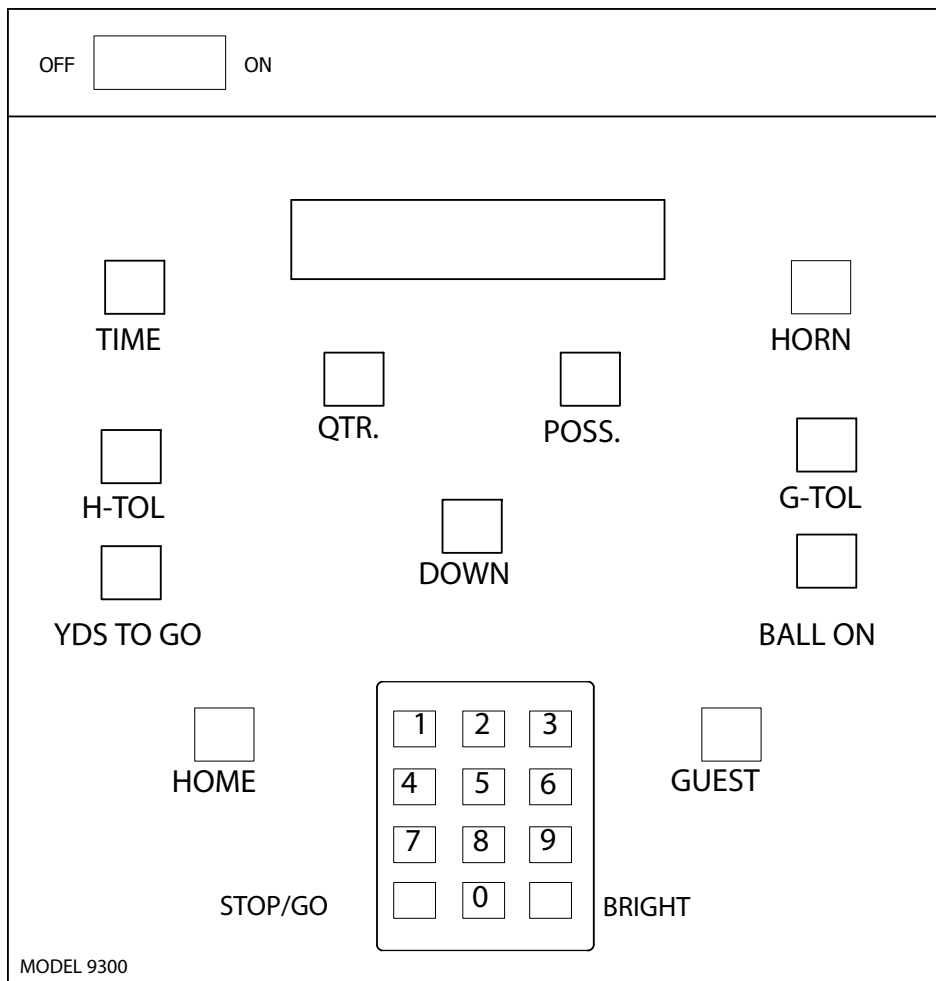 OFF ON
TIME
HORN
QTR.
POSS.
H-TOL
G-TOL
DOWN
YDS TO GO
BALL ON
1 2 3
HOME
GUEST
4 5 6
7 8 9
STOP/GO
0
BRIGHT
MODEL 9300